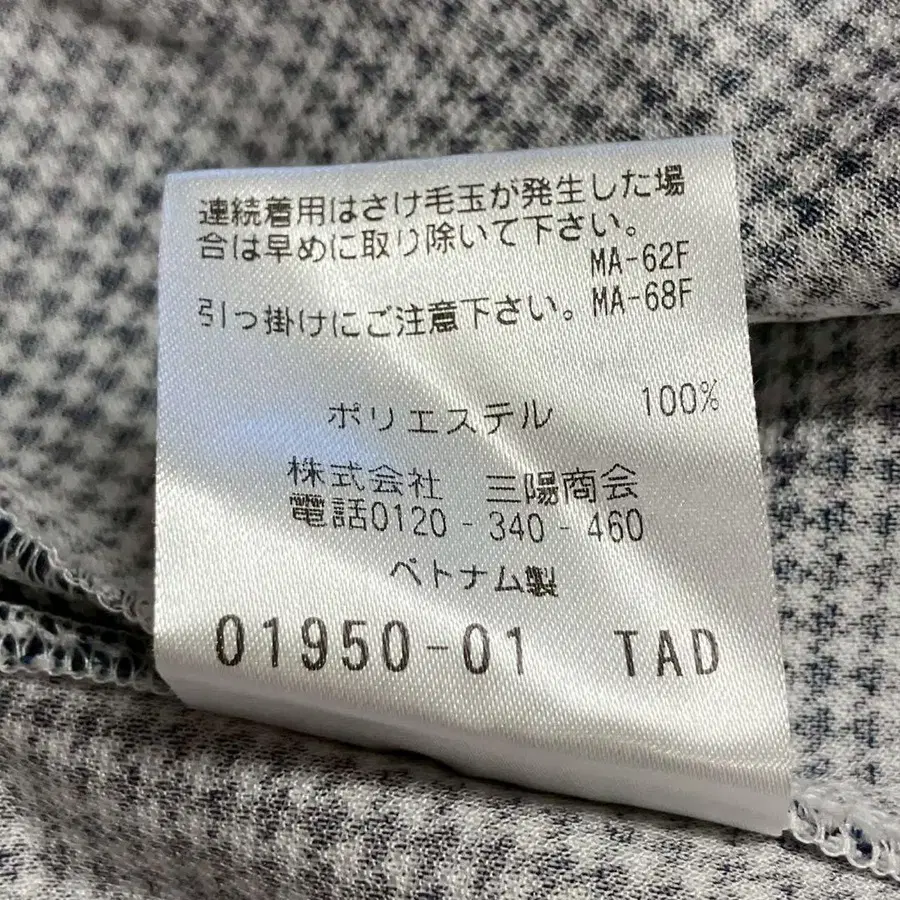 連続着用はさけ毛玉が発生した場
合は早めに取り除いて下さい。
MA-62F
引っ掛けにご注意下さい。MA-68F
ポリエステル 100%
株式会社 三陽商会
電話0120-340-460
ベトナム製
01950-01 TAD